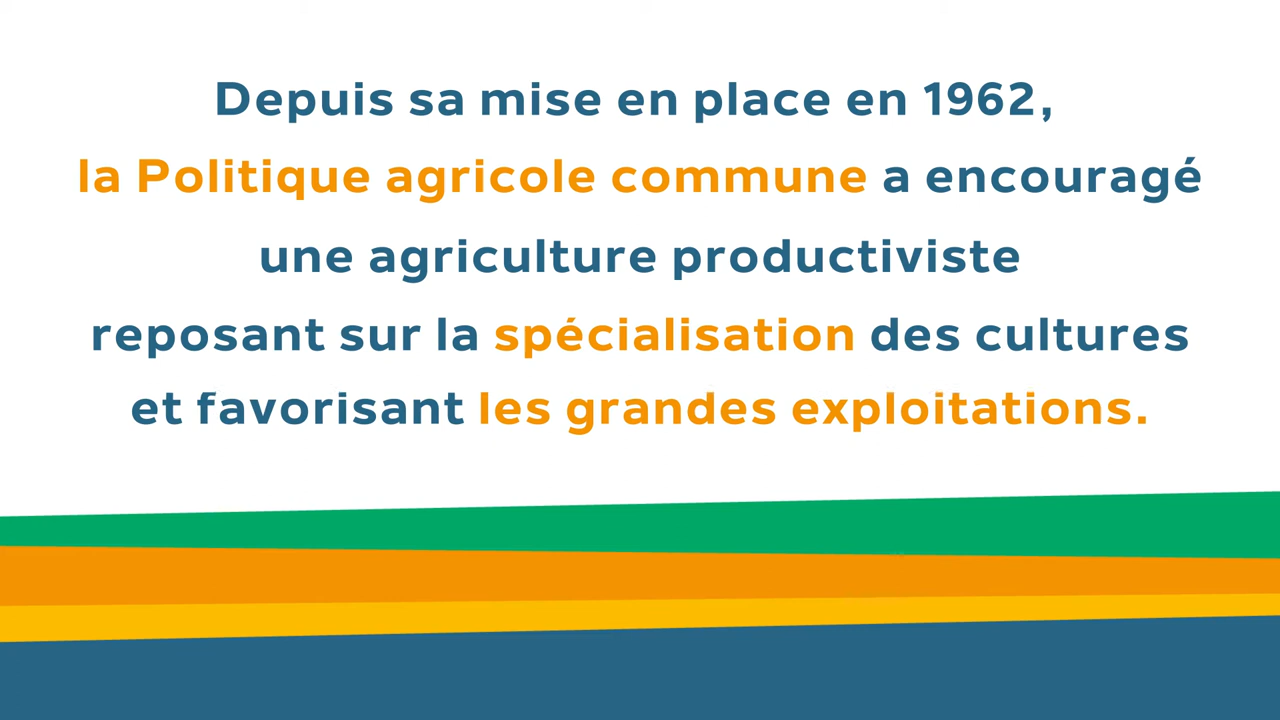 Depuis sa mise en place en 1962,
la Politique agricole commune a encouragé
une agriculture productiviste
reposant sur la spécialisation des cultures
et favorisant les grandes exploitations.